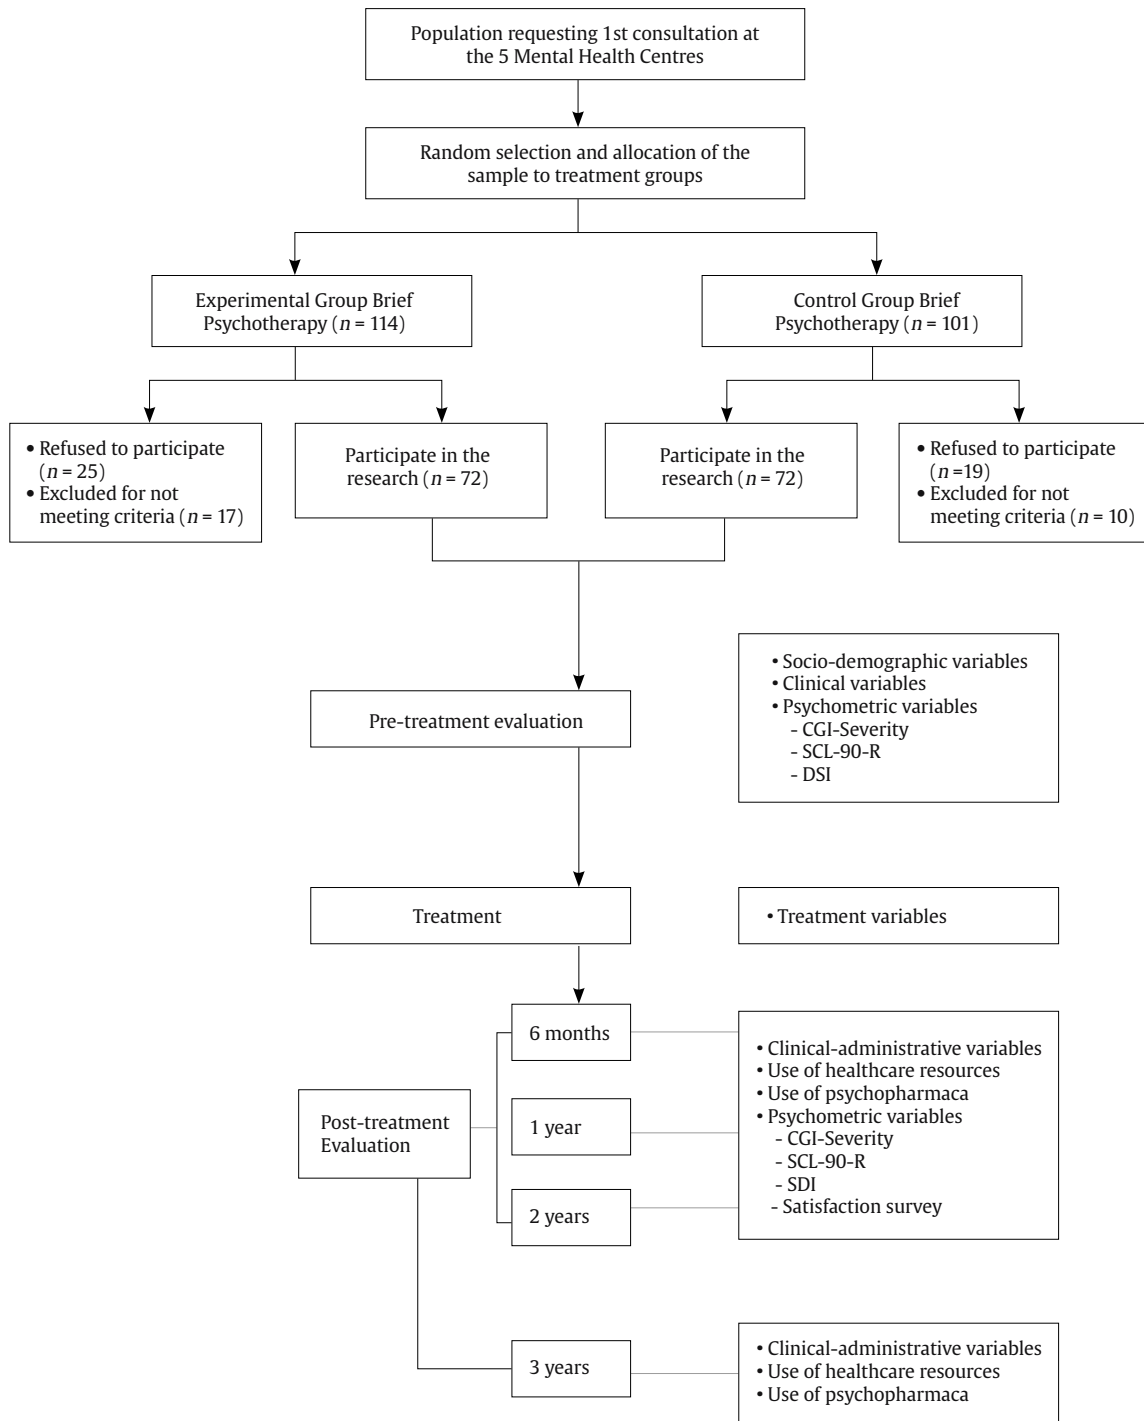 Population requesting 1st consultation at
the 5 Mental Health Centres
Random selection and allocation of the
sample to treatment groups
Experimental Group Brief
Psychotherapy (n = 114)
Control Group Brief
Psychotherapy (n = 101)
• Refused to participate
(n = 25)
• Excluded for not
meeting criteria (n = 17)
Participate in the
research (n = 72)
Participate in the
research (n = 72)
• Refused to participate
(n =19)
• Excluded for not
meeting criteria (n = 10)
Pre-treatment evaluation
• Socio-demographic variables
• Clinical variables
• Psychometric variables
- CGI-Severity
- SCL-90-R
- DSI
Treatment
• Treatment variables
Post-treatment
Evaluation
6 months
1 year
2 years
• Clinical-administrative variables
• Use of healthcare resources
• Use of psychopharmaca
• Psychometric variables
- CGI-Severity
- SCL-90-R
- SDI
- Satisfaction survey
3 years
• Clinical-administrative variables
• Use of healthcare resources
• Use of psychopharmaca